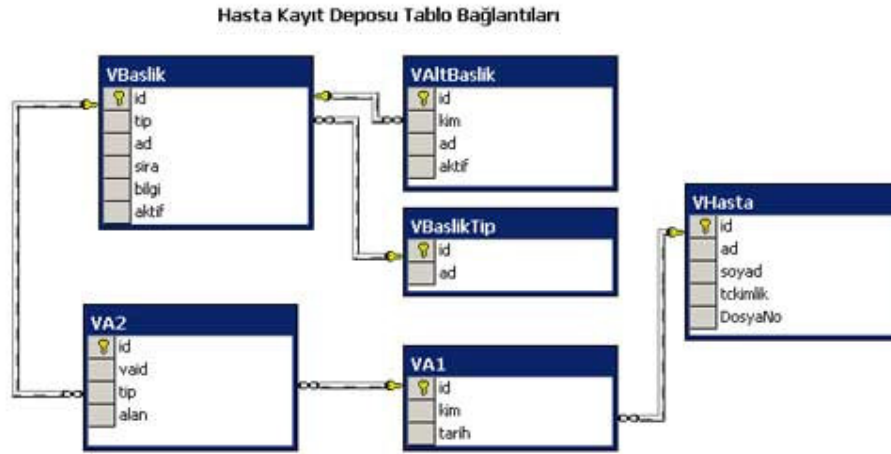 Hasta Kayıt Deposu Tablo Bağlantıları
VBaslik
id
tip
ad
sira
bilgi
aktif
VAltBaslik
id
kim
ad
aktif
VBaslikTip
id
ad
VHasta
id
ad
soyad
tckimlik
DosyaNo
VA2
id
vaid
tip
alan
VA1
id
kim
tarih